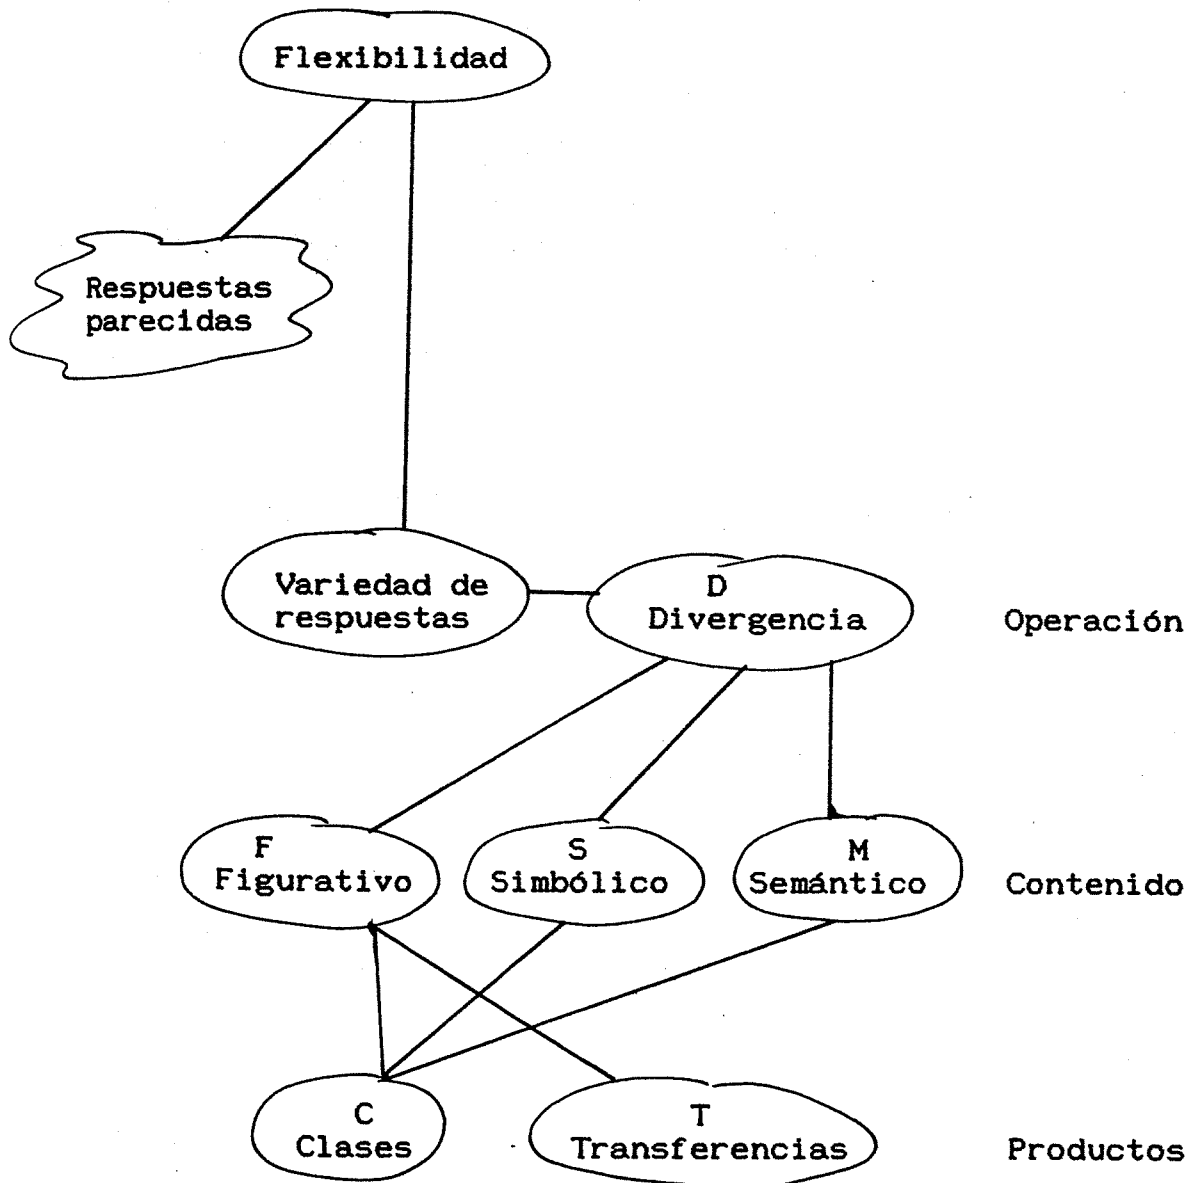 Flexibilidad
Respuestas
parecidas
Variedad de
respuestas
D
Divergencia
Operación
F
Figurativo
S
Simbólico
M
Semántico
Contenido
C
Clases
T
Transferencias
Productos